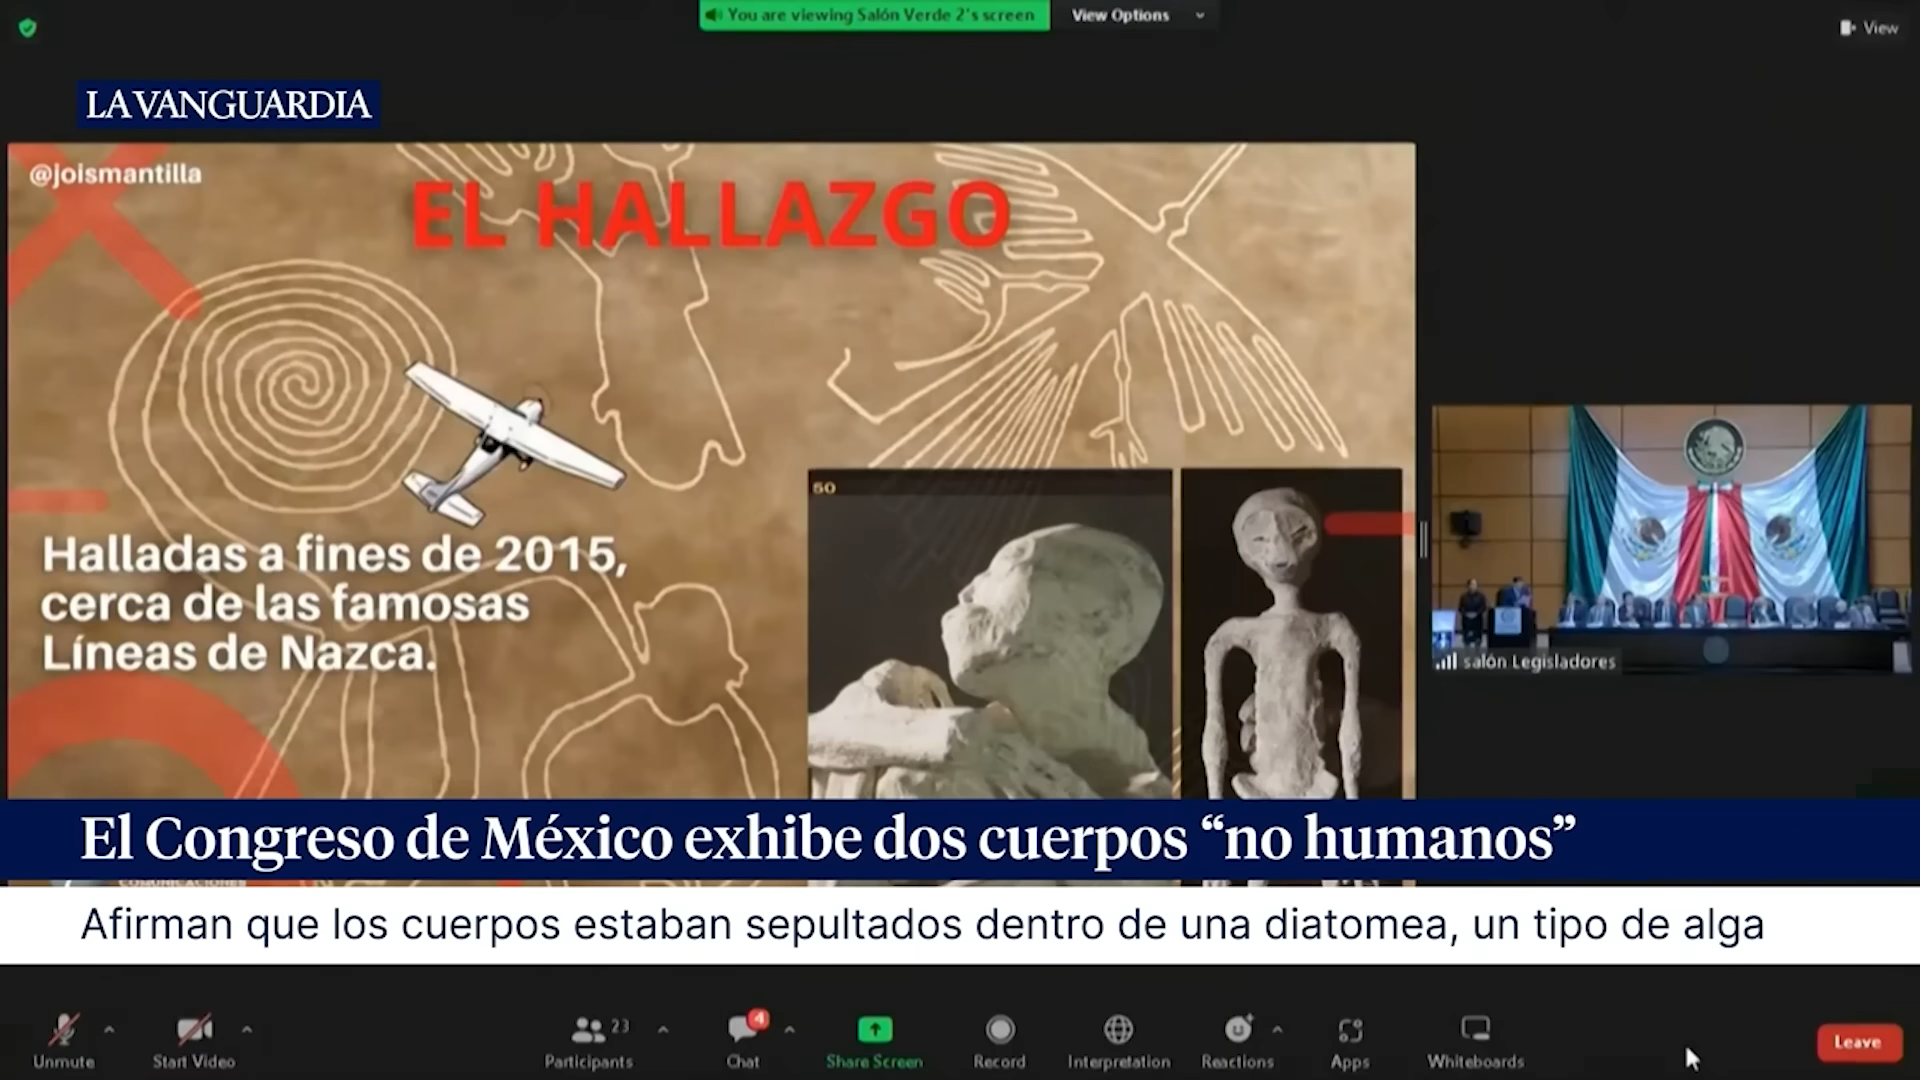 You are viewing Salón Verde 2's screen
View Options
View
LA VANGUARDIA
@joismantilla
EL HALLAZGO
Halladas a fines de 2015,
cerca de las famosas
Líneas de Nazca.
50
salón Legisladores
El Congreso de México exhibe dos cuerpos “no humanos”
COMUNICACIONES
Afirman que los cuerpos estaban sepultados dentro de una diatomea, un tipo de alga
Unmute
Start Video
23
Participants
4
Chat
Share Screen
Record
Interpretation
Reactions
Apps
Whiteboards
Leave